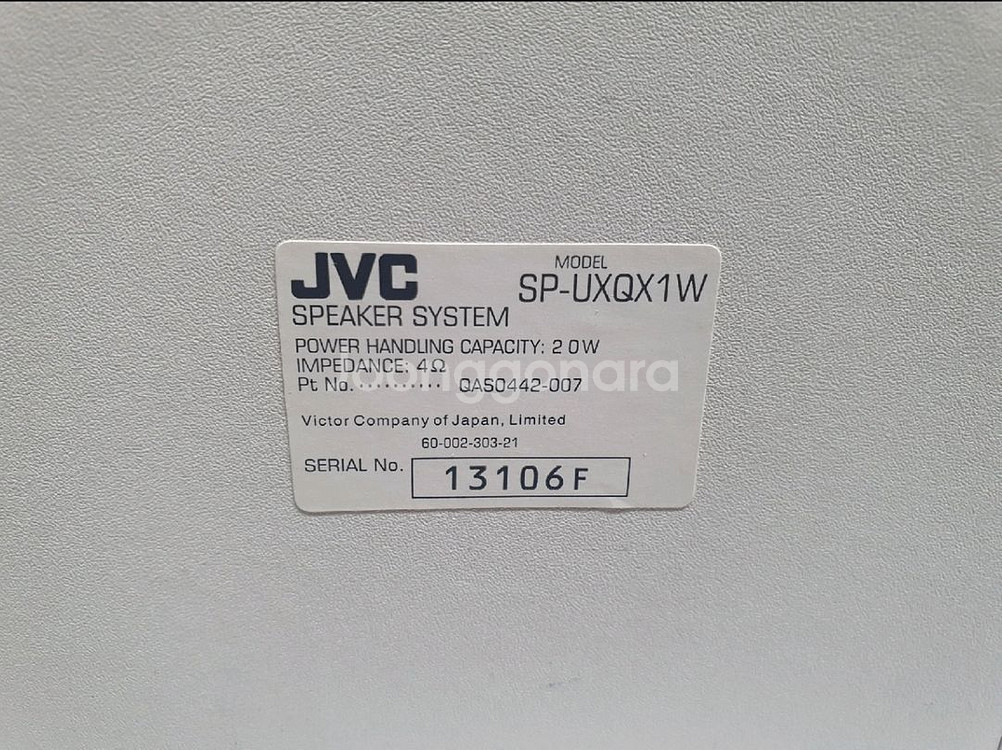 JVC
MODEL
SP-UXQX1W
SPEAKER SYSTEM
POWER HANDLING CAPACITY: 20W
IMPEDANCE: 4Ω
Pt No. ·········· QAS0442-007
joonggonara
Victor Company of Japan, Limited
60-002-303-21
SERIAL No. 13106F